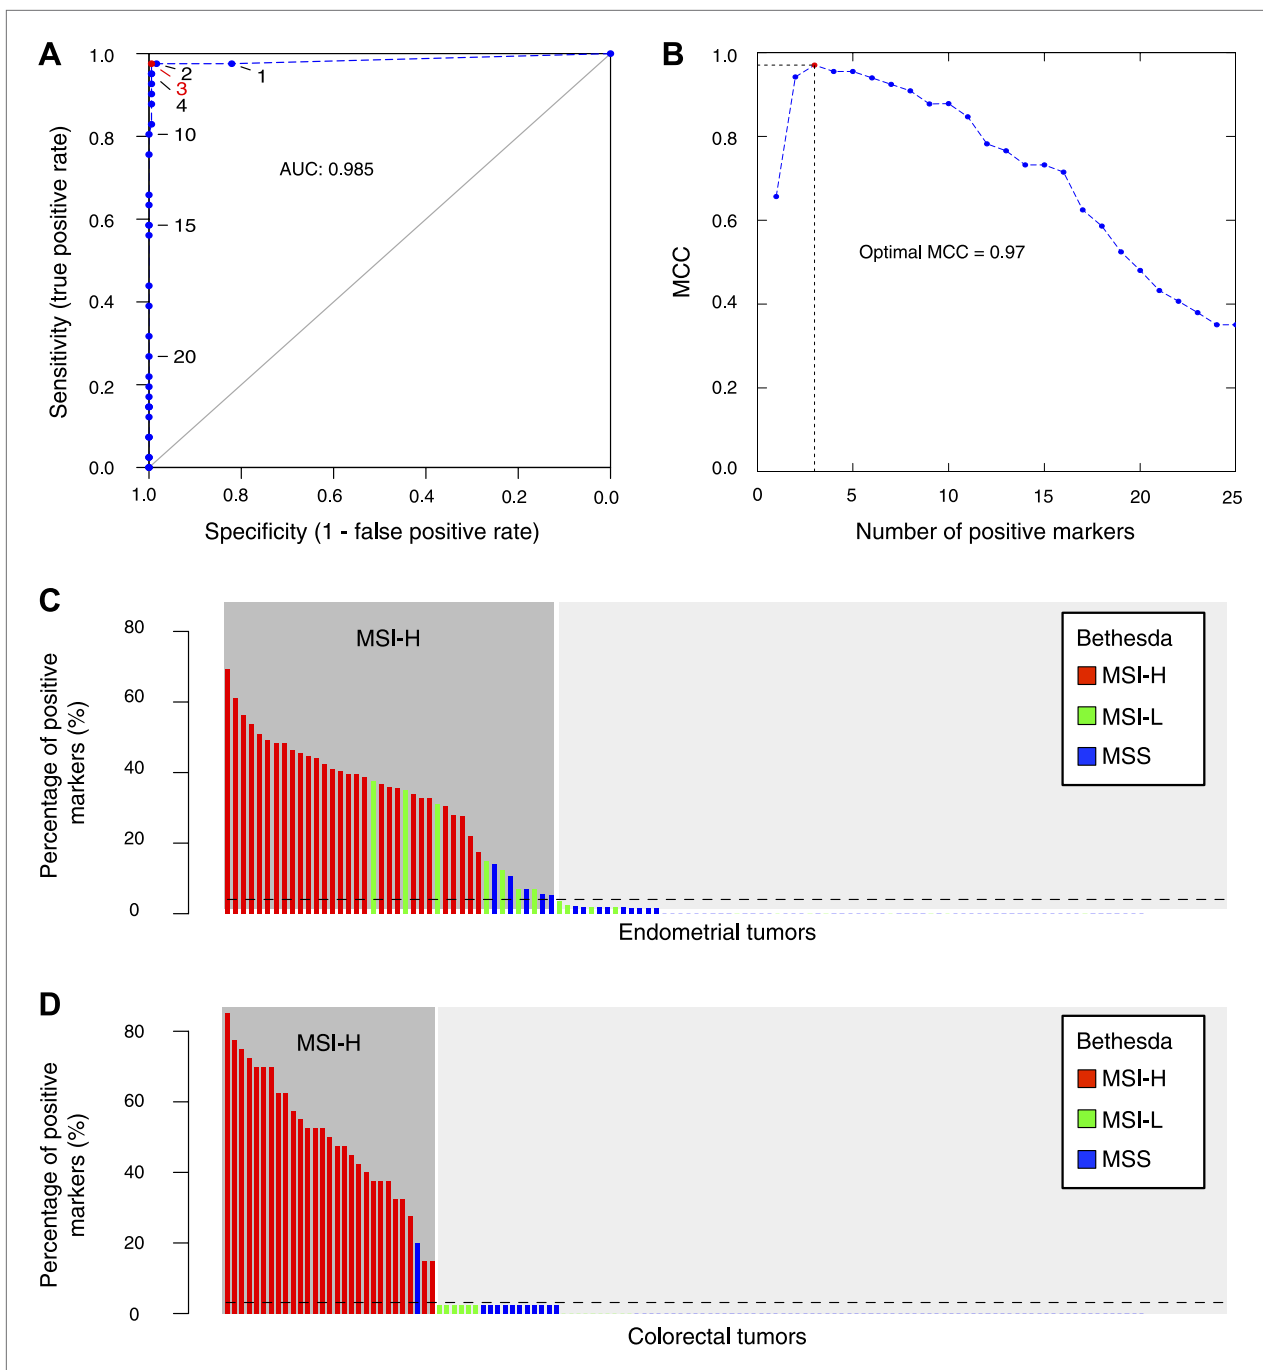 A
1.0
0.8
0.6
0.4
0.2
0.0
Sensitivity (true positive rate)
1
2
3
4
10
15
20
AUC: 0.985
1.0
0.8
0.6
0.4
0.2
0.0
Specificity (1 - false positive rate)
B
1.0
0.8
0.6
0.4
0.2
0.0
MCC
Optimal MCC = 0.97
0
5
10
15
20
25
Number of positive markers
C
80
60
40
20
0
Percentage of positive
markers (%)
MSI-H
Bethesda
MSI-H
MSI-L
MSS
Endometrial tumors
D
80
60
40
20
0
Percentage of positive
markers (%)
MSI-H
Bethesda
MSI-H
MSI-L
MSS
Colorectal tumors